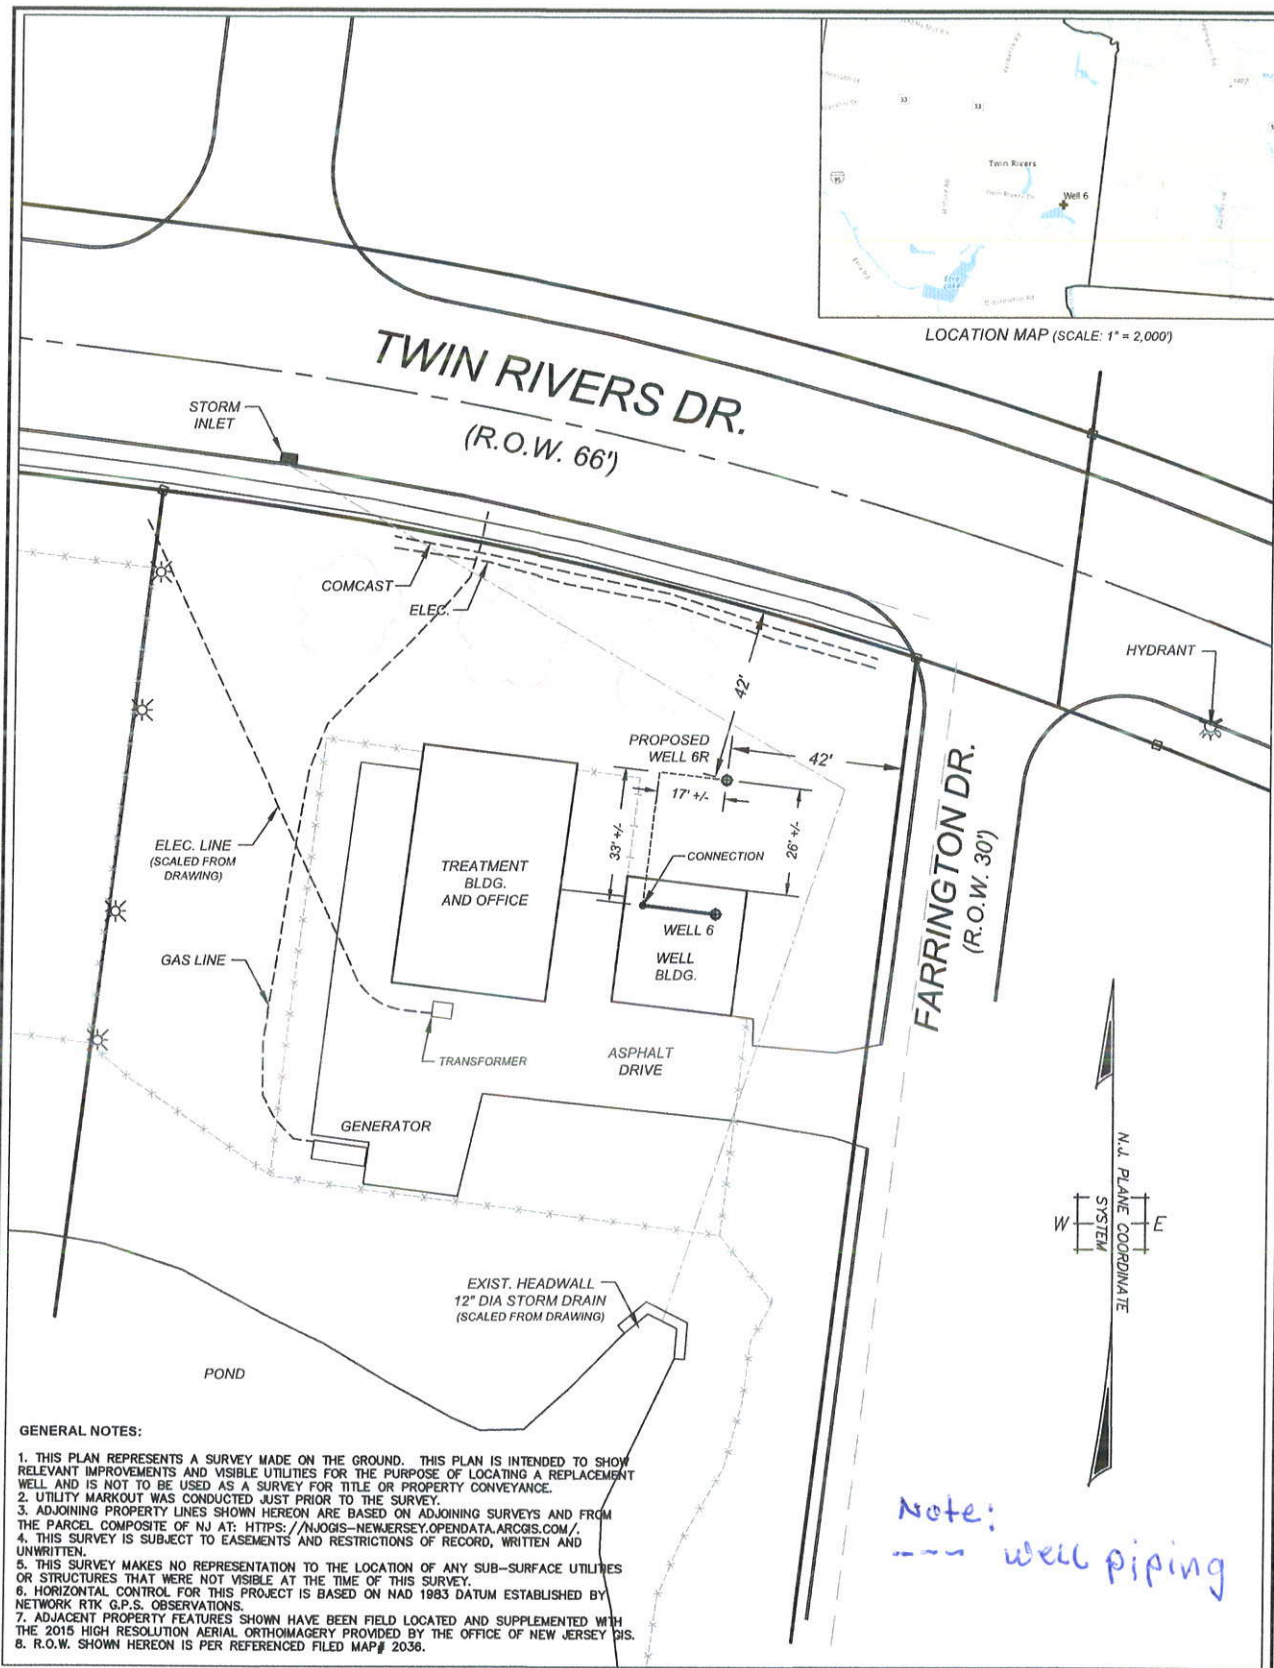 Twin Rivers
Well 6
33
33
95
LOCATION MAP (SCALE: 1" = 2,000')
TWIN RIVERS DR.
(R.O.W. 66')
STORM
INLET
COMCAST
ELEC.
HYDRANT
42'
PROPOSED
WELL 6R
42'
17' +/-
33' +/-
26' +/-
CONNECTION
ELEC. LINE
(SCALED FROM
DRAWING)
TREATMENT
BLDG.
AND OFFICE
WELL 6
WELL
BLDG.
FARRINGTON DR.
(R.O.W. 30')
GAS LINE
TRANSFORMER
ASPHALT
DRIVE
GENERATOR
N.J. PLANE COORDINATE
SYSTEM
W
E
EXIST. HEADWALL
12" DIA STORM DRAIN
(SCALED FROM DRAWING)
POND
GENERAL NOTES:
1. THIS PLAN REPRESENTS A SURVEY MADE ON THE GROUND. THIS PLAN IS INTENDED TO SHOW
RELEVANT IMPROVEMENTS AND VISIBLE UTILITIES FOR THE PURPOSE OF LOCATING A REPLACEMENT
WELL AND IS NOT TO BE USED AS A SURVEY FOR TITLE OR PROPERTY CONVEYANCE.
2. UTILITY MARKOUT WAS CONDUCTED JUST PRIOR TO THE SURVEY.
3. ADJOINING PROPERTY LINES SHOWN HEREON ARE BASED ON ADJOINING SURVEYS AND FROM
THE PARCEL COMPOSITE OF NJ AT: HTTPS://NJOGIS-NEWJERSEY.OPENDATA.ARCGIS.COM/.
4. THIS SURVEY IS SUBJECT TO EASEMENTS AND RESTRICTIONS OF RECORD, WRITTEN AND
UNWRITTEN.
5. THIS SURVEY MAKES NO REPRESENTATION TO THE LOCATION OF ANY SUB-SURFACE UTILITIES
OR STRUCTURES THAT WERE NOT VISIBLE AT THE TIME OF THIS SURVEY.
6. HORIZONTAL CONTROL FOR THIS PROJECT IS BASED ON NAD 1983 DATUM ESTABLISHED BY
NETWORK RTK G.P.S. OBSERVATIONS.
7. ADJACENT PROPERTY FEATURES SHOWN HAVE BEEN FIELD LOCATED AND SUPPLEMENTED WITH
THE 2015 HIGH RESOLUTION AERIAL ORTHOIMAGERY PROVIDED BY THE OFFICE OF NEW JERSEY GIS.
8. R.O.W. SHOWN HEREON IS PER REFERENCED FILED MAP# 2036.
Note:
---- well piping